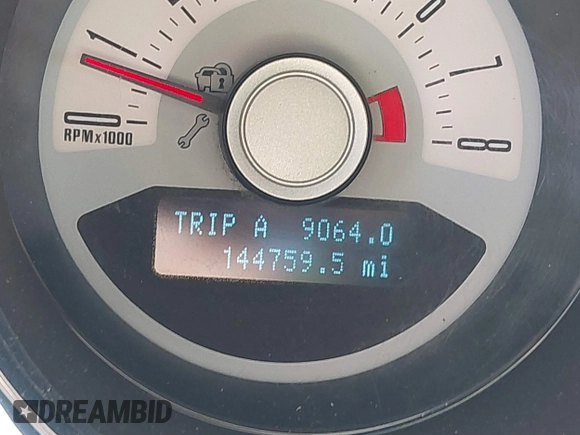 1
7
0
8
RPMx1000
TRIP A 9064.0
144759.5 mi
DREAMBID